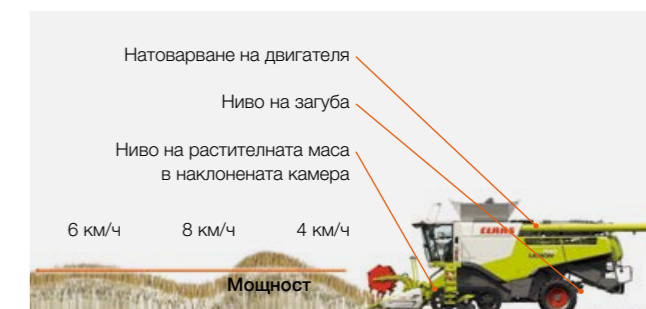 Натоварване на двигателя
Ниво на загуба
Ниво на растителната маса
в наклонената камера
6 км/ч 8 км/ч 4 км/ч
CLAAS
Мощност